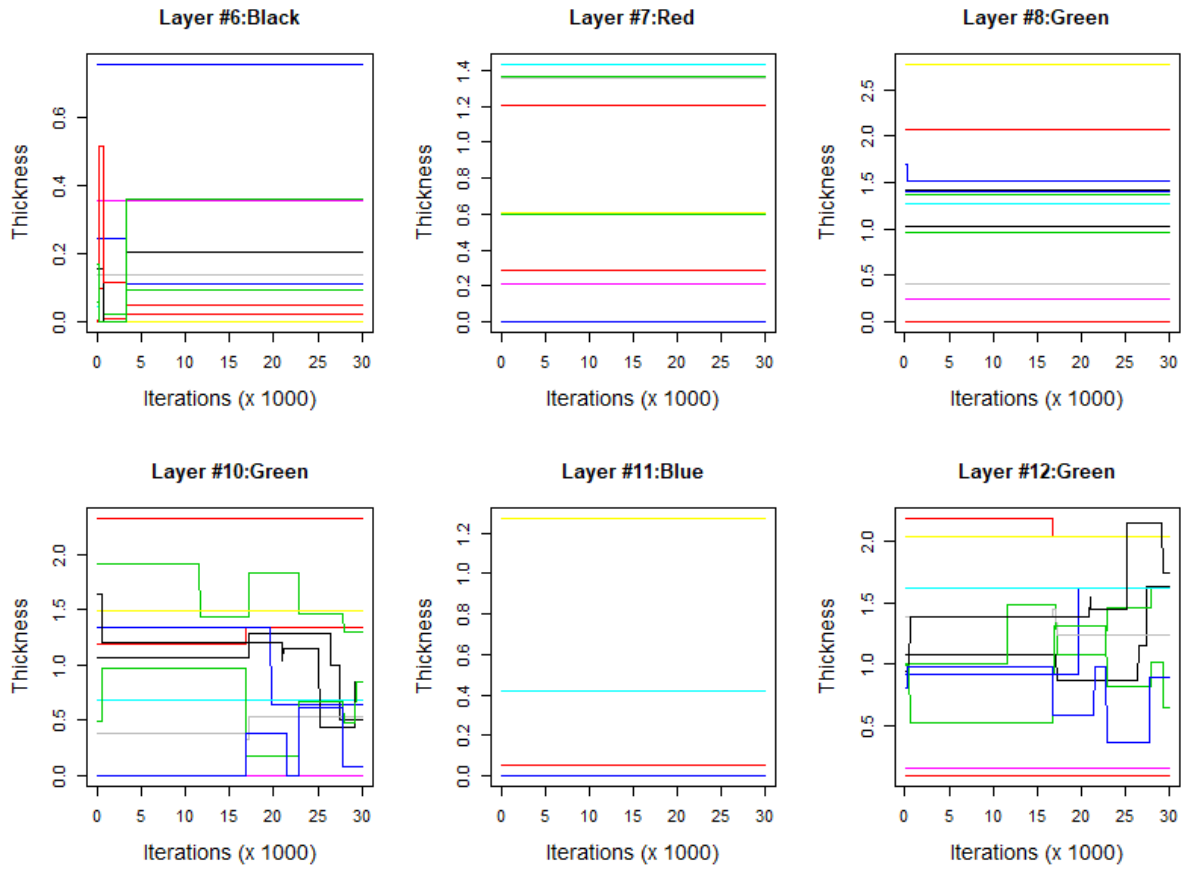 Layer #6:Black
Thickness
0.0 0.2 0.4 0.6
0 5 10 15 20 25 30
Iterations (x 1000)
Layer #7:Red
Thickness
0.0 0.2 0.4 0.6 0.8 1.0 1.2 1.4
0 5 10 15 20 25 30
Iterations (x 1000)
Layer #8:Green
Thickness
0.0 0.5 1.0 1.5 2.0 2.5
0 5 10 15 20 25 30
Iterations (x 1000)
Layer #10:Green
Thickness
0.0 0.5 1.0 1.5 2.0
0 5 10 15 20 25 30
Iterations (x 1000)
Layer #11:Blue
Thickness
0.0 0.2 0.4 0.6 0.8 1.0 1.2
0 5 10 15 20 25 30
Iterations (x 1000)
Layer #12:Green
Thickness
0.5 1.0 1.5 2.0
0 5 10 15 20 25 30
Iterations (x 1000)